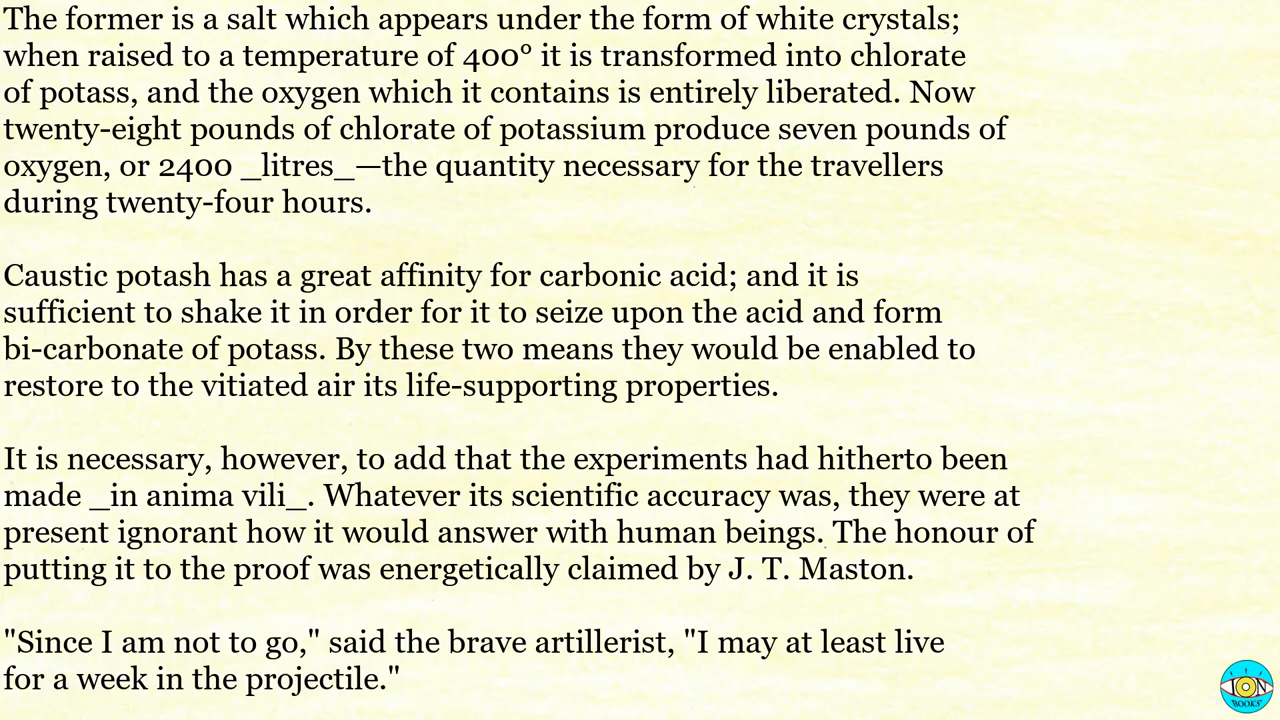 The former is a salt which appears under the form of white crystals;
when raised to a temperature of 400° it is transformed into chlorate
of potass, and the oxygen which it contains is entirely liberated. Now
twenty-eight pounds of chlorate of potassium produce seven pounds of
oxygen, or 2400 _litres_—the quantity necessary for the travellers
during twenty-four hours.
Caustic potash has a great affinity for carbonic acid; and it is
sufficient to shake it in order for it to seize upon the acid and form
bi-carbonate of potass. By these two means they would be enabled to
restore to the vitiated air its life-supporting properties.
It is necessary, however, to add that the experiments had hitherto been
made _in anima vili_. Whatever its scientific accuracy was, they were at
present ignorant how it would answer with human beings. The honour of
putting it to the proof was energetically claimed by J. T. Maston.
"Since I am not to go," said the brave artillerist, "I may at least live
for a week in the projectile."
ION
BOOKS